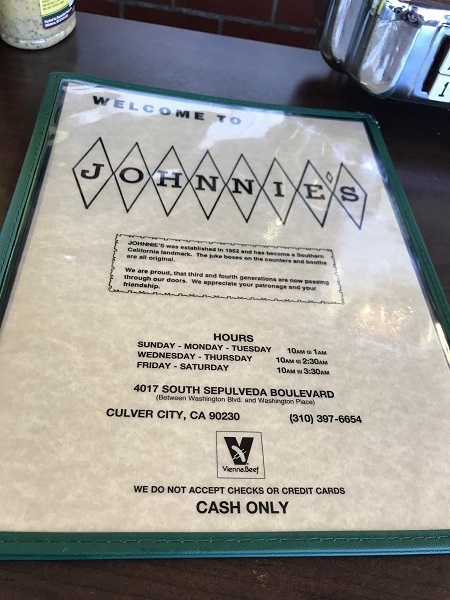 WELCOME TO
JOHNNIE'S
JOHNNIE'S was established in 1952 and has become a Southern
California landmark. The juke boxes on the counters and booths
are all original.
We are proud, that third and fourth generations are now passing
through our doors. We appreciate your patronage and your
friendship.
HOURS
SUNDAY - MONDAY - TUESDAY 10AM til 1AM
WEDNESDAY - THURSDAY 10AM til 2:30AM
FRIDAY - SATURDAY 10AM til 3:30AM
4017 SOUTH SEPULVEDA BOULEVARD
(Between Washington Blvd. and Washington Place)
CULVER CITY, CA 90230 (310) 397-6654
V
Vienna Beef
WE DO NOT ACCEPT CHECKS OR CREDIT CARDS
CASH ONLY
1